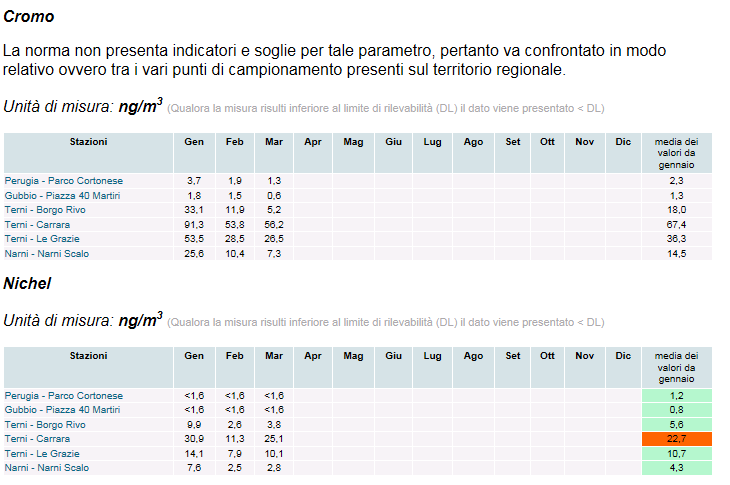 Cromo
La norma non presenta indicatori e soglie per tale parametro, pertanto va confrontato in modo
relativo ovvero tra i vari punti di campionamento presenti sul territorio regionale.
Unità di misura: ng/m³ (Qualora la misura risulti inferiore al limite di rilevabilità (DL) il dato viene presentato < DL)
Stazioni Gen Feb Mar Apr Mag Giu Lug Ago Set Ott Nov Dic media dei
valori da
gennaio
Perugia - Parco Cortonese 3,7 1,9 1,3 2,3
Gubbio - Piazza 40 Martiri 1,8 1,5 0,6 1,3
Terni - Borgo Rivo 33,1 11,9 5,2 18,0
Terni - Carrara 91,3 53,8 56,2 67,4
Terni - Le Grazie 53,5 28,5 26,5 36,3
Narni - Narni Scalo 25,6 10,4 7,3 14,5
Nichel
Unità di misura: ng/m³ (Qualora la misura risulti inferiore al limite di rilevabilità (DL) il dato viene presentato < DL)
Stazioni Gen Feb Mar Apr Mag Giu Lug Ago Set Ott Nov Dic media dei
valori da
gennaio
Perugia - Parco Cortonese <1,6 <1,6 <1,6 1,2
Gubbio - Piazza 40 Martiri <1,6 <1,6 <1,6 0,8
Terni - Borgo Rivo 9,9 2,6 3,8 5,6
Terni - Carrara 30,9 11,3 25,1 22,7
Terni - Le Grazie 14,1 7,9 10,1 10,7
Narni - Narni Scalo 7,6 2,5 2,8 4,3